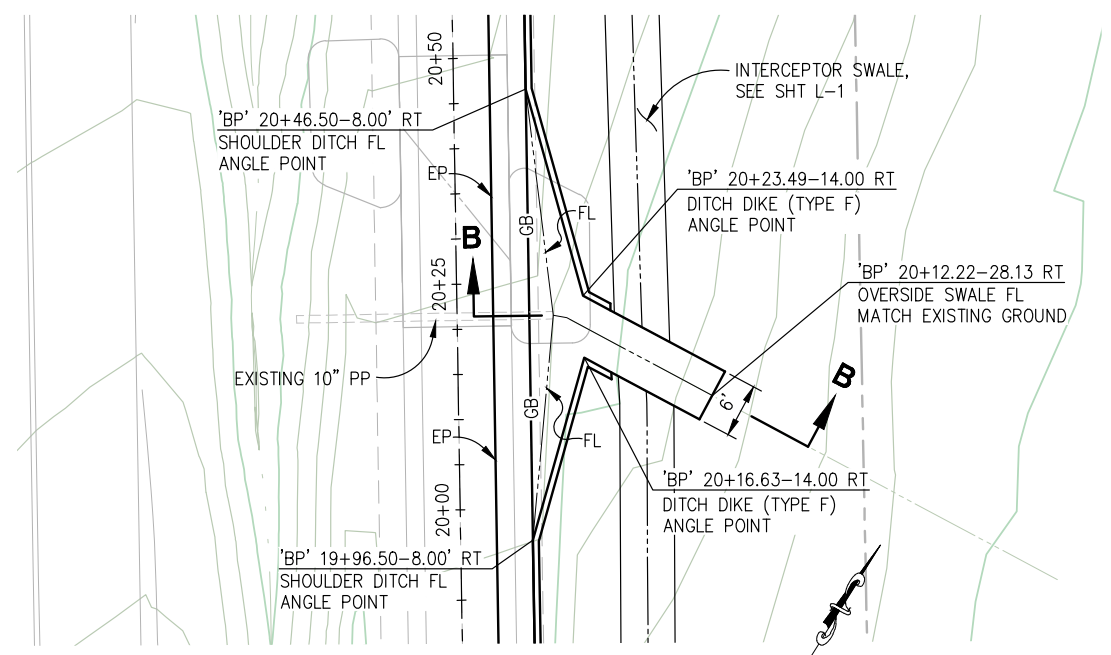 20+50
INTERCEPTOR SWALE,
SEE SHT L-1
'BP' 20+46.50-8.00' RT
SHOULDER DITCH FL
ANGLE POINT
EP
'BP' 20+23.49-14.00 RT
DITCH DIKE (TYPE F)
ANGLE POINT
FL
GB
B
20+25
'BP' 20+12.22-28.13 RT
OVERSIDE SWALE FL
MATCH EXISTING GROUND
EXISTING 10" PP
B
6'
GB
EP
FL
'BP' 20+16.63-14.00 RT
DITCH DIKE (TYPE F)
ANGLE POINT
20+00
'BP' 19+96.50-8.00' RT
SHOULDER DITCH FL
ANGLE POINT